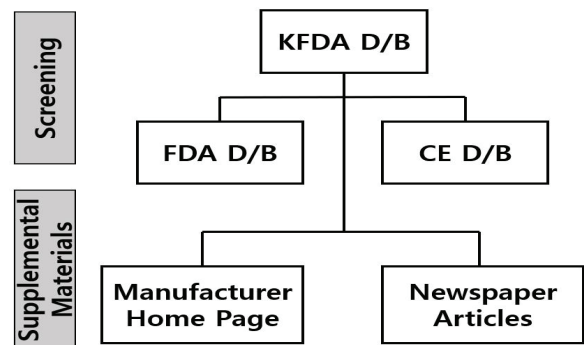 Screening
KFDA D/B
FDA D/B
CE D/B
Supplemental
Materials
Manufacturer
Home Page
Newspaper
Articles